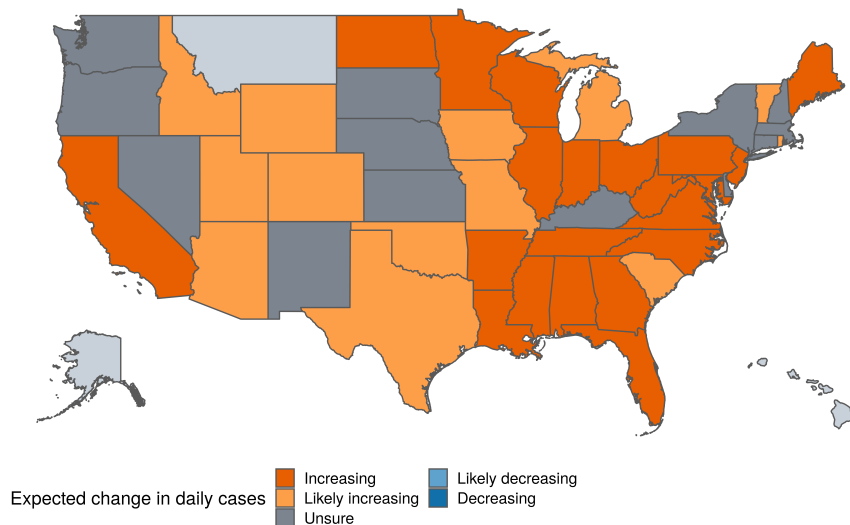 Expected change in daily cases
Increasing
Likely increasing
Unsure
Likely decreasing
Decreasing